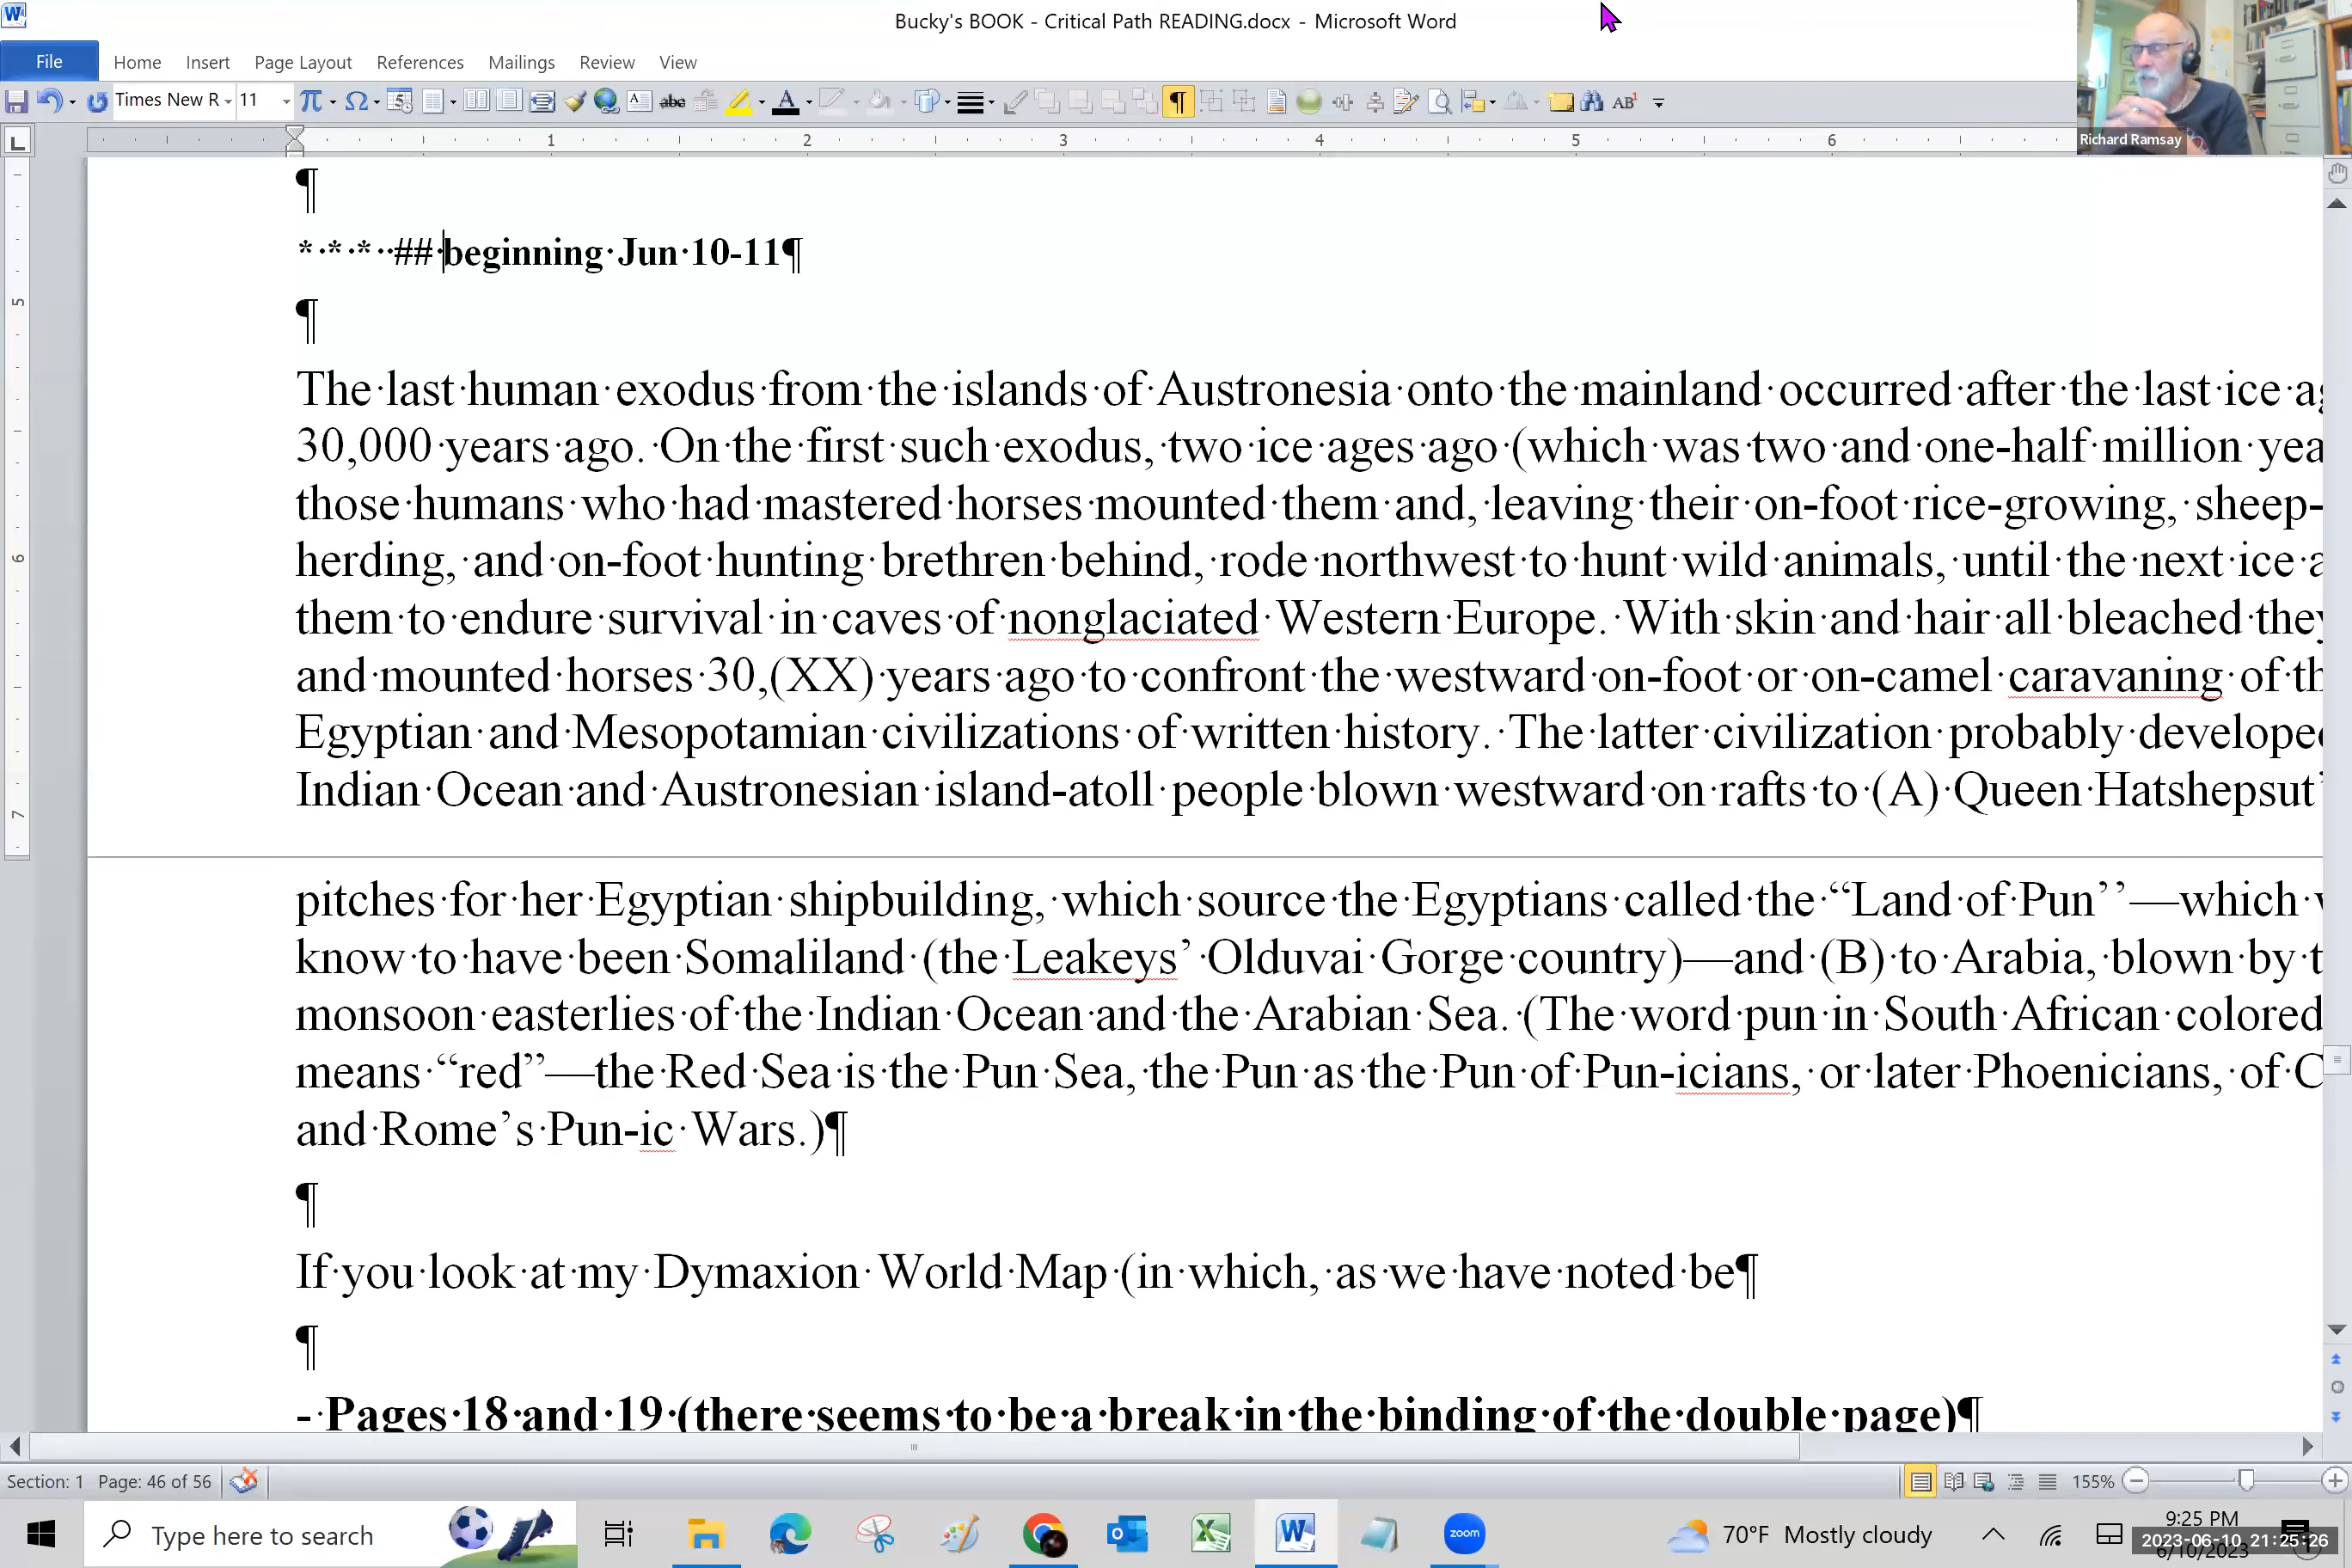 Bucky's BOOK - Critical Path READING.docx - Microsoft Word
File Home Insert Page Layout References Mailings Review View
Times New R 11
1 2 3 4 5 6
Richard Ramsay
* * * ## beginning Jun 10-11
The last human exodus from the islands of Austronesia onto the mainland occurred after the last ice
30,000 years ago. On the first such exodus, two ice ages ago (which was two and one-half million
those humans who had mastered horses mounted them and, leaving their on-foot rice-growing, sheep-
herding, and on-foot hunting brethren behind, rode northwest to hunt wild animals, until the next ice
them to endure survival in caves of nonglaciated Western Europe. With skin and hair all bleached
and mounted horses 30,(XX) years ago to confront the westward on-foot or on-camel caravaning of
Egyptian and Mesopotamian civilizations of written history. The latter civilization probably
Indian Ocean and Austronesian island-atoll people blown westward on rafts to (A) Queen Hatshepsut’
pitches for her Egyptian shipbuilding, which source the Egyptians called the “Land of Pun’’—which
know to have been Somaliland (the Leakeys’ Olduvai Gorge country)—and (B) to Arabia, blown by
monsoon easterlies of the Indian Ocean and the Arabian Sea. (The word pun in South African colored
means “red”—the Red Sea is the Pun Sea, the Pun as the Pun of Pun-icians, or later Phoenicians, of
and Rome’s Pun-ic Wars.)
If you look at my Dymaxion World Map (in which, as we have noted be
- Pages 18 and 19 (there seems to be a break in the binding of the double page)
5
6
7
Section: 1 Page: 46 of 56
155%
Type here to search
zoom
70°F Mostly cloudy
9:25 PM
2023-06-10 21:25:26
6/10/2023